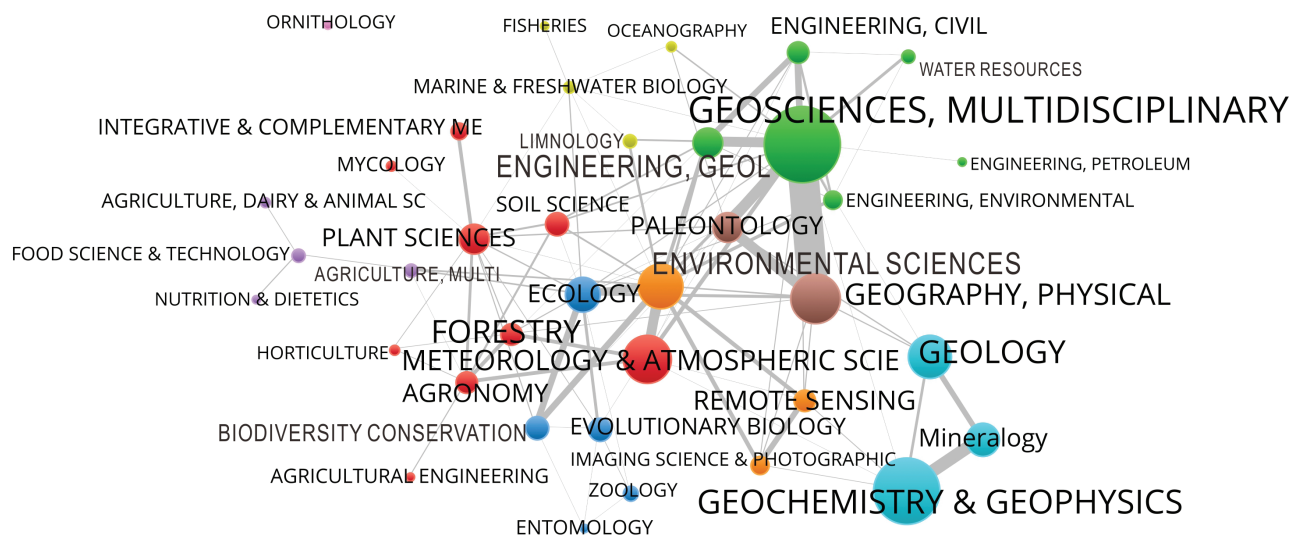 ORNITHOLOGY
FISHERIES
OCEANOGRAPHY
ENGINEERING, CIVIL
WATER RESOURCES
MARINE & FRESHWATER BIOLOGY
GEOSCIENCES, MULTIDISCIPLINARY
INTEGRATIVE & COMPLEMENTARY ME
LIMNOLOGY
MYCOLOGY
ENGINEERING, GEOL
ENGINEERING, PETROLEUM
AGRICULTURE, DAIRY & ANIMAL SC
SOIL SCIENCE
ENGINEERING, ENVIRONMENTAL
PLANT SCIENCES
PALEONTOLOGY
FOOD SCIENCE & TECHNOLOGY
AGRICULTURE, MULTI
ENVIRONMENTAL SCIENCES
NUTRITION & DIETETICS
ECOLOGY
GEOGRAPHY, PHYSICAL
FORESTRY
HORTICULTURE
METEOROLOGY & ATMOSPHERIC SCIE
GEOLOGY
AGRONOMY
REMOTE SENSING
BIODIVERSITY CONSERVATION
EVOLUTIONARY BIOLOGY
Mineralogy
IMAGING SCIENCE & PHOTOGRAPHIC
AGRICULTURAL ENGINEERING
ZOOLOGY
GEOCHEMISTRY & GEOPHYSICS
ENTOMOLOGY